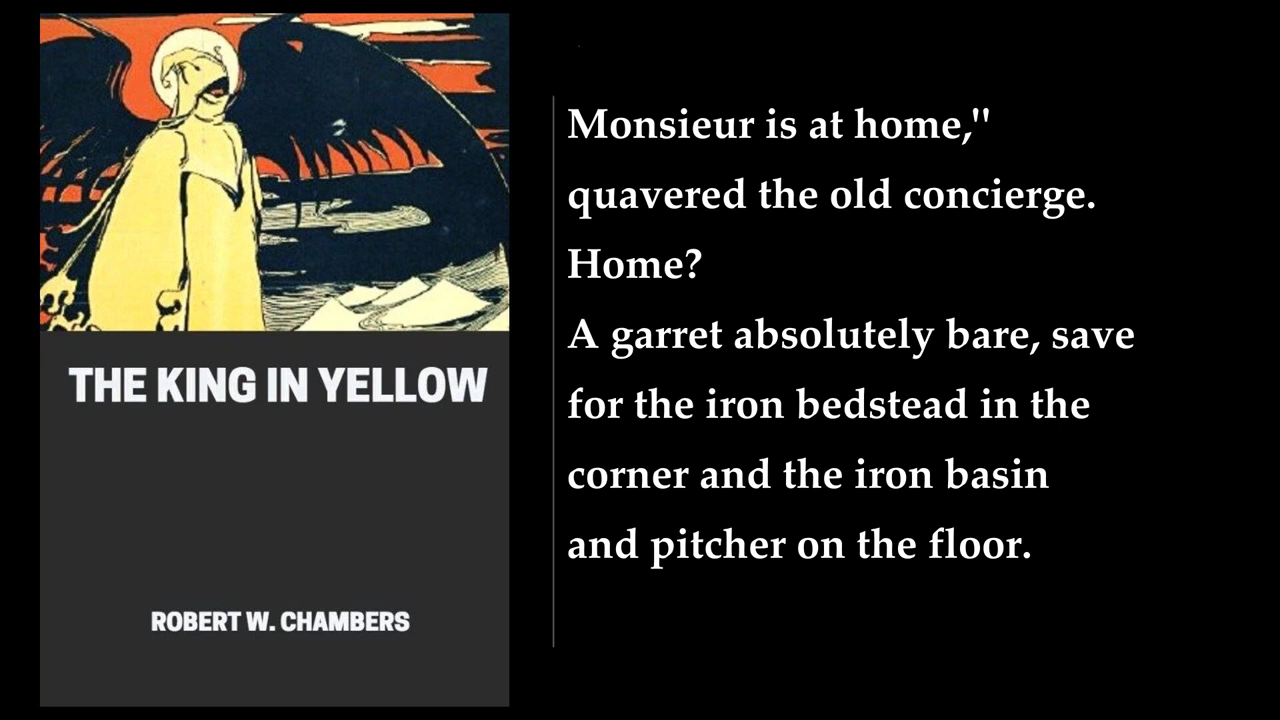 THE KING IN YELLOW
ROBERT W. CHAMBERS
Monsieur is at home,"
quavered the old concierge.
Home?
A garret absolutely bare, save
for the iron bedstead in the
corner and the iron basin
and pitcher on the floor.